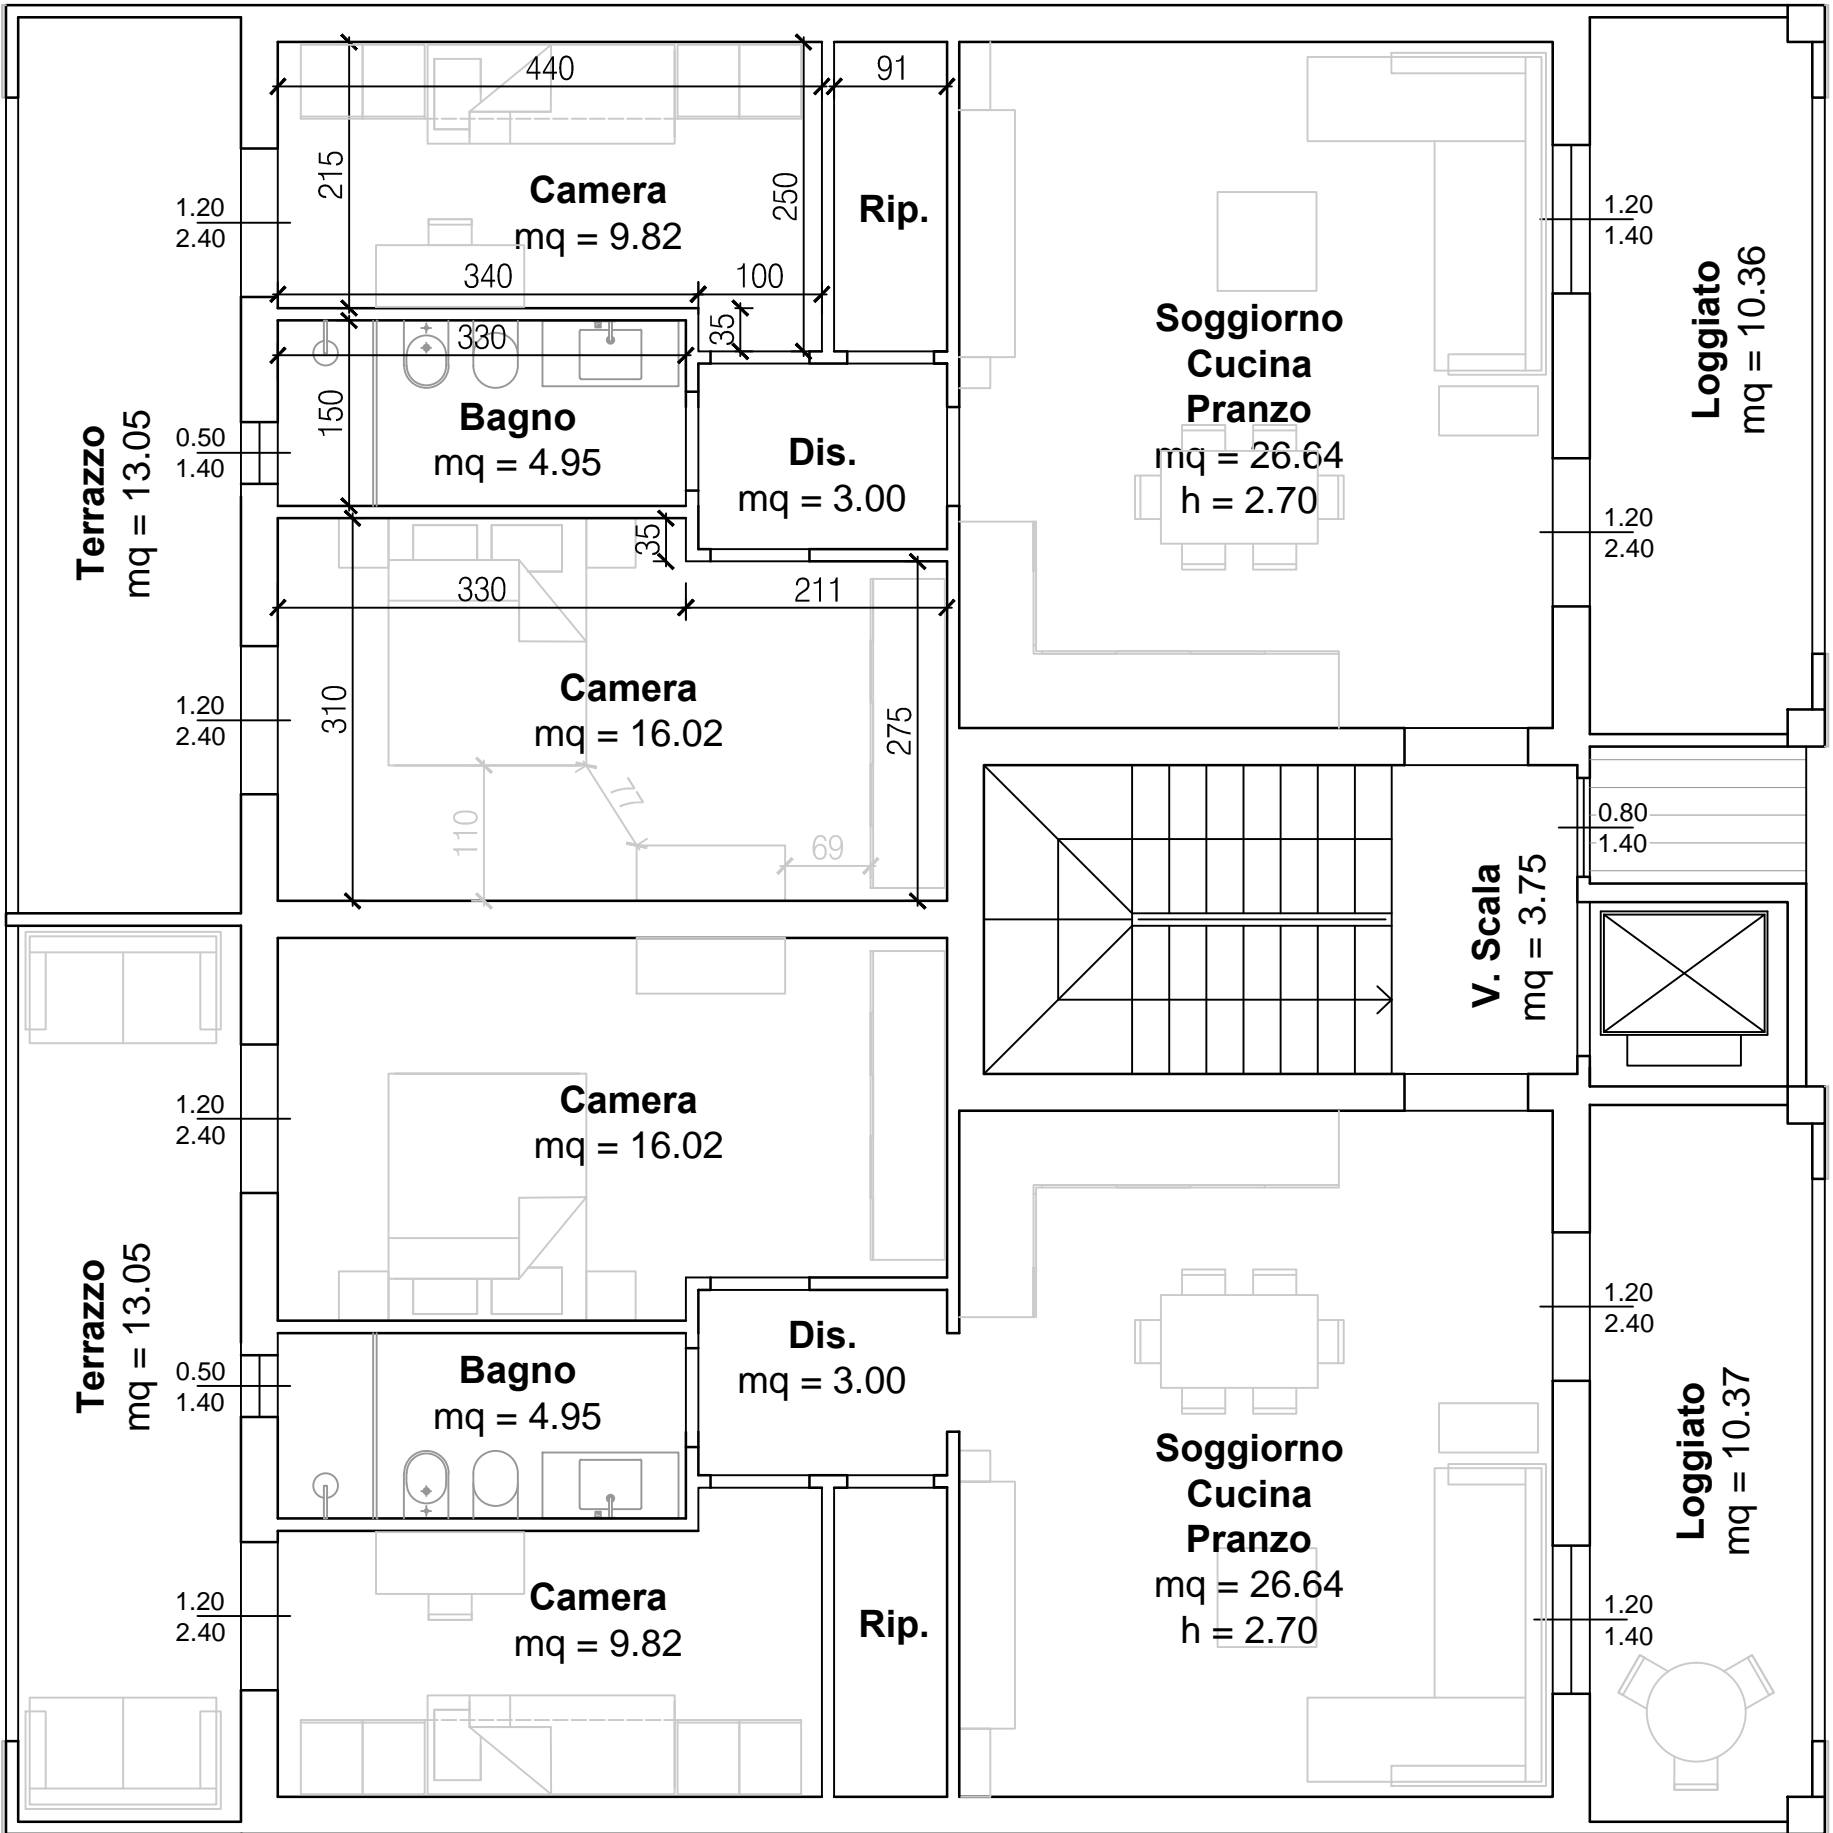 440
91
215
250
Camera
mq = 9.82
Rip.
1.20
2.40
1.20
1.40
340
100
35
Loggiato
mq = 10.36
Soggiorno
Cucina
Pranzo
mq = 26.64
h = 2.70
330
150
Bagno
mq = 4.95
0.50
1.40
Dis.
mq = 3.00
Terrazzo
mq = 13.05
35
1.20
2.40
330
211
310
Camera
mq = 16.02
275
1.20
2.40
77
110
69
0.80
1.40
V. Scala
mq = 3.75
Camera
mq = 16.02
1.20
2.40
Terrazzo
mq = 13.05
1.20
2.40
Dis.
mq = 3.00
0.50
1.40
Bagno
mq = 4.95
Soggiorno
Cucina
Pranzo
mq = 26.64
h = 2.70
Loggiato
mq = 10.37
1.20
2.40
Camera
mq = 9.82
Rip.
1.20
1.40